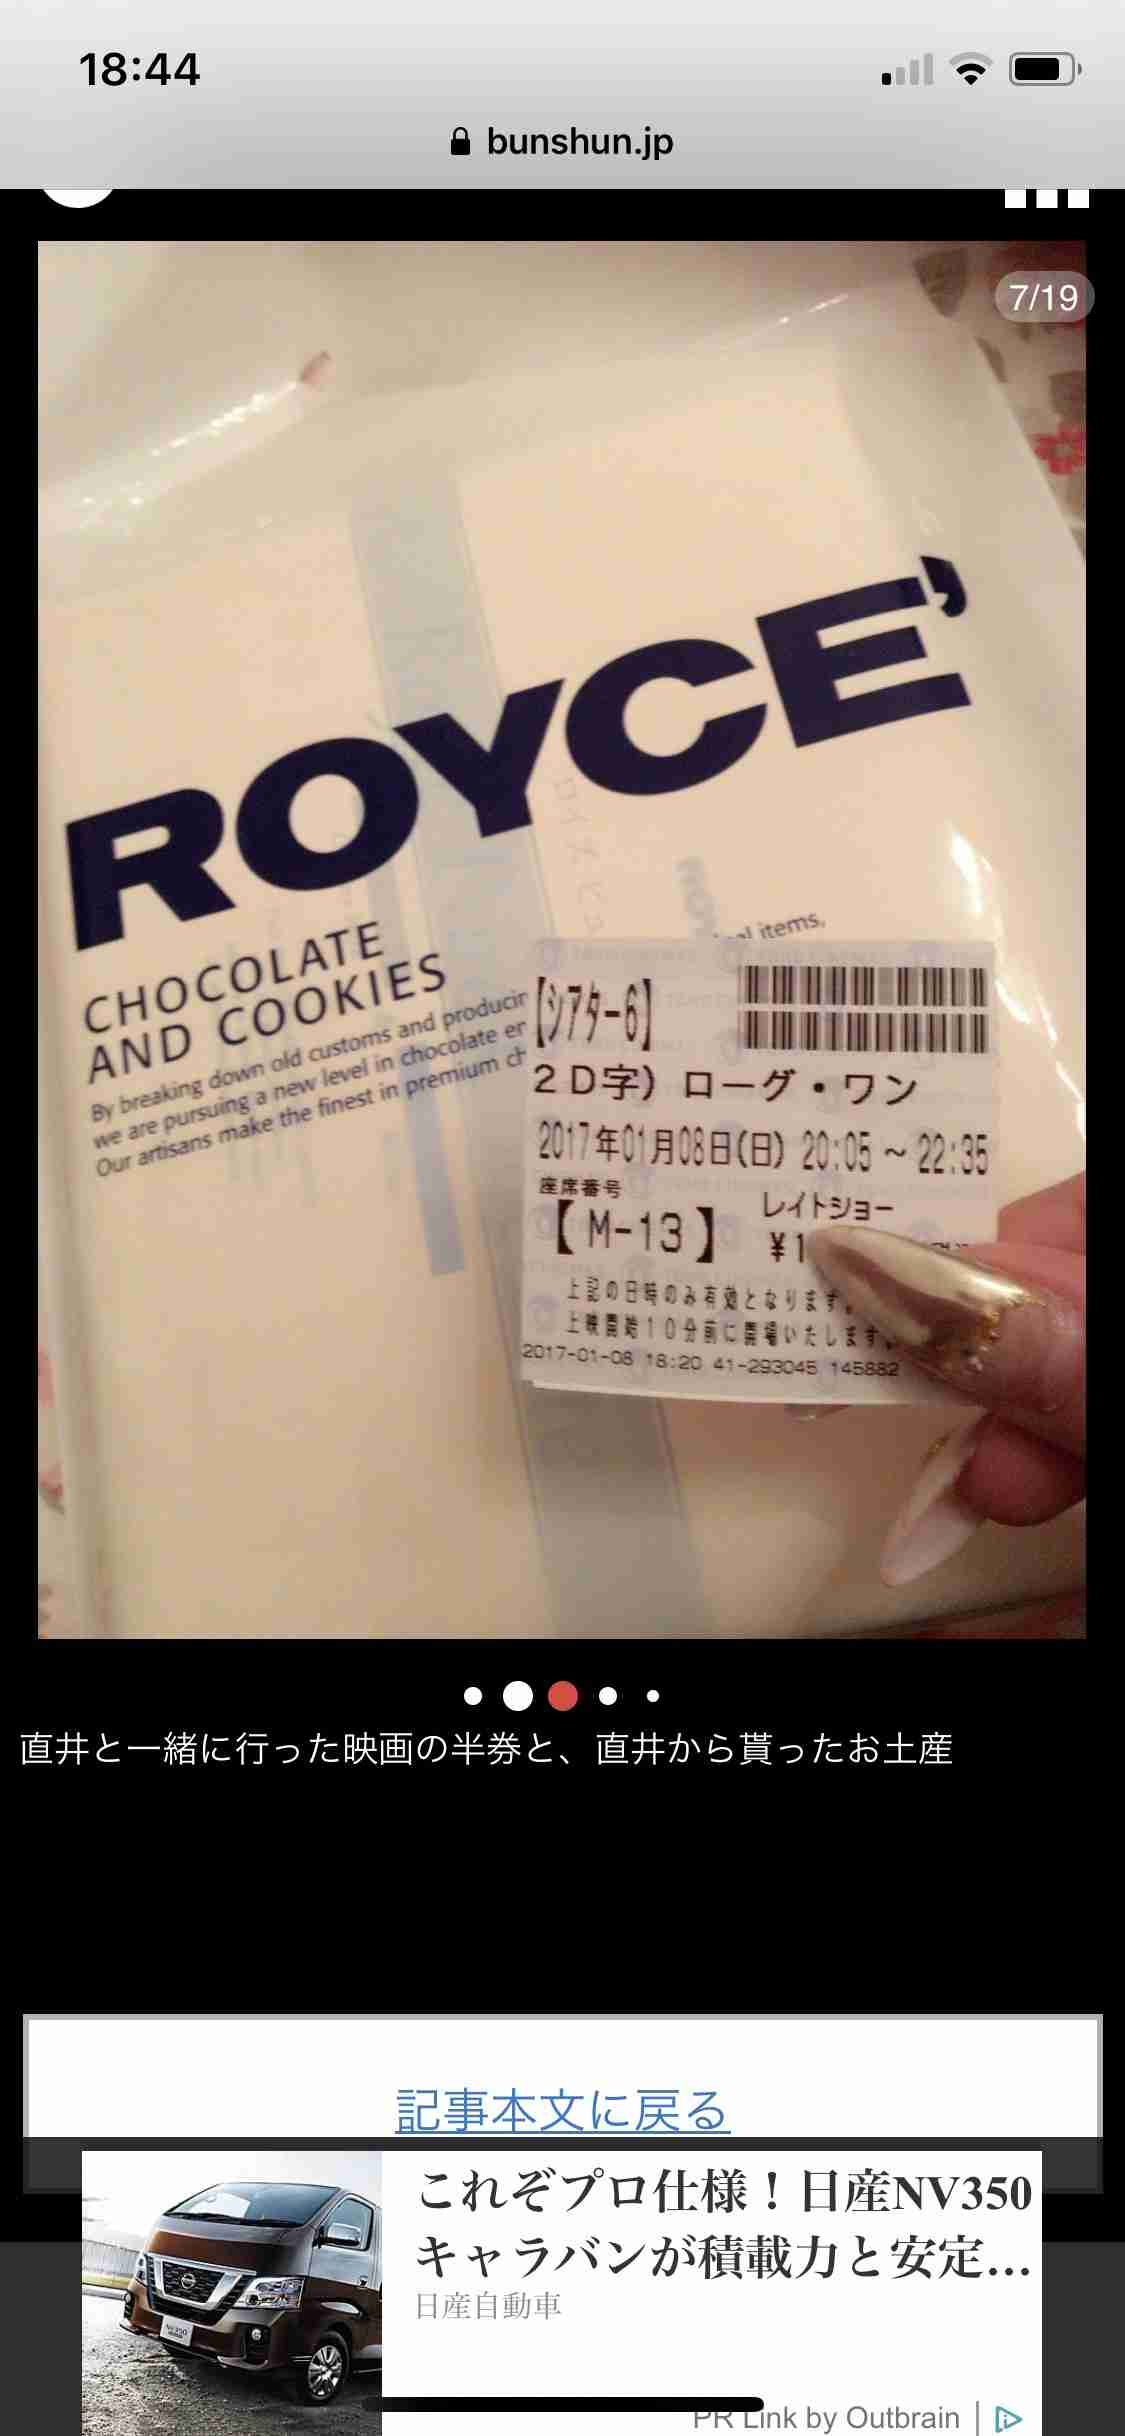 18:44
bunshun.jp
7/19
ROYCE'
CHOCOLATE
AND COOKIES
By breaking down old customs and producin
we are pursuing a new level in chocolate en
Our artisans make the finest in premium ch
items.
【シアター6】
2D字）ローグ・ワン
2017年01月08日(日) 20:05 ～ 22:35
座席番号
【 M-13 】
レイトショー
¥1
上記の日時のみ有効となります。
上映開始10分前に開場いたします。
2017-01-08 18:20 41-293045 145882
直井と一緒に行った映画の半券と、直井から貰ったお土産
記事本文に戻る
これぞプロ仕様！日産NV350
キャラバンが積載力と安定...
日産自動車
NV350
PR Link by Outbrain